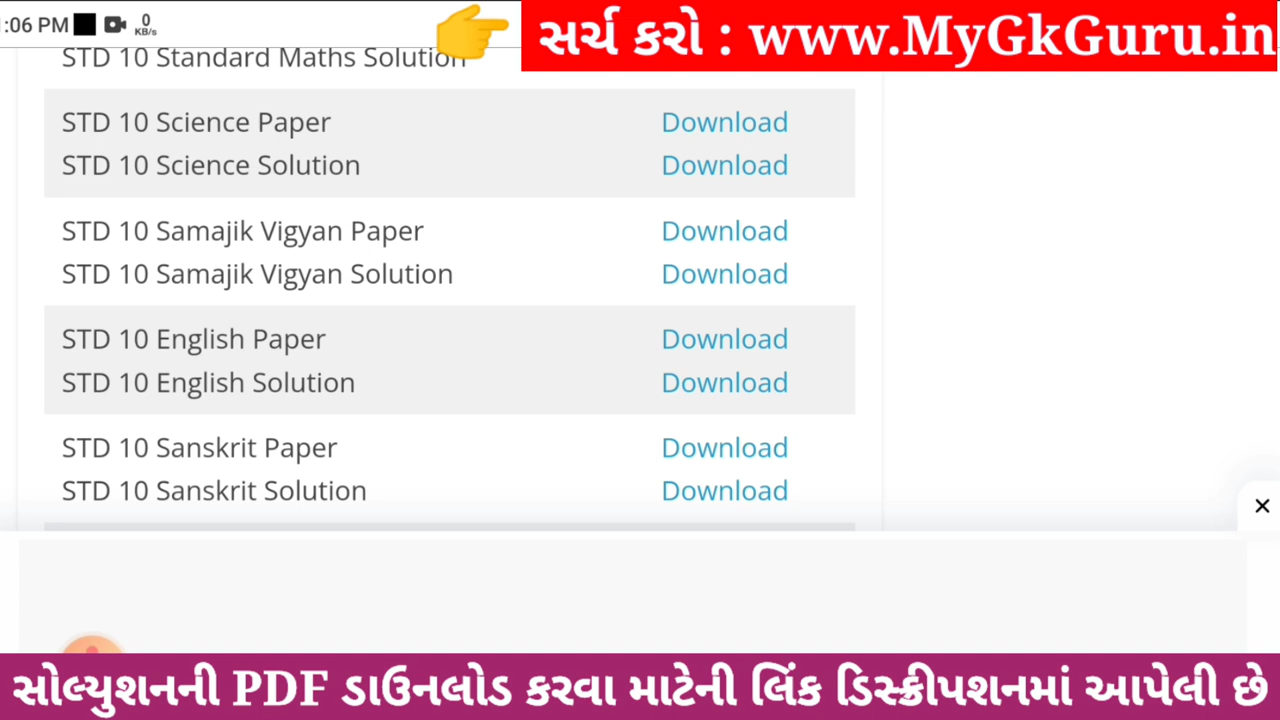 :06 PM 0 KB/s
સર્ચ કરો : www.MyGkGuru.in
STD 10 Standard Maths Solution
STD 10 Science Paper Download
STD 10 Science Solution Download
STD 10 Samajik Vigyan Paper Download
STD 10 Samajik Vigyan Solution Download
STD 10 English Paper Download
STD 10 English Solution Download
STD 10 Sanskrit Paper Download
STD 10 Sanskrit Solution Download
સોલ્યુશનની PDF ડાઉનલોડ કરવા માટેની લિંક ડિસ્ક્રીપશનમાં આપેલી છે